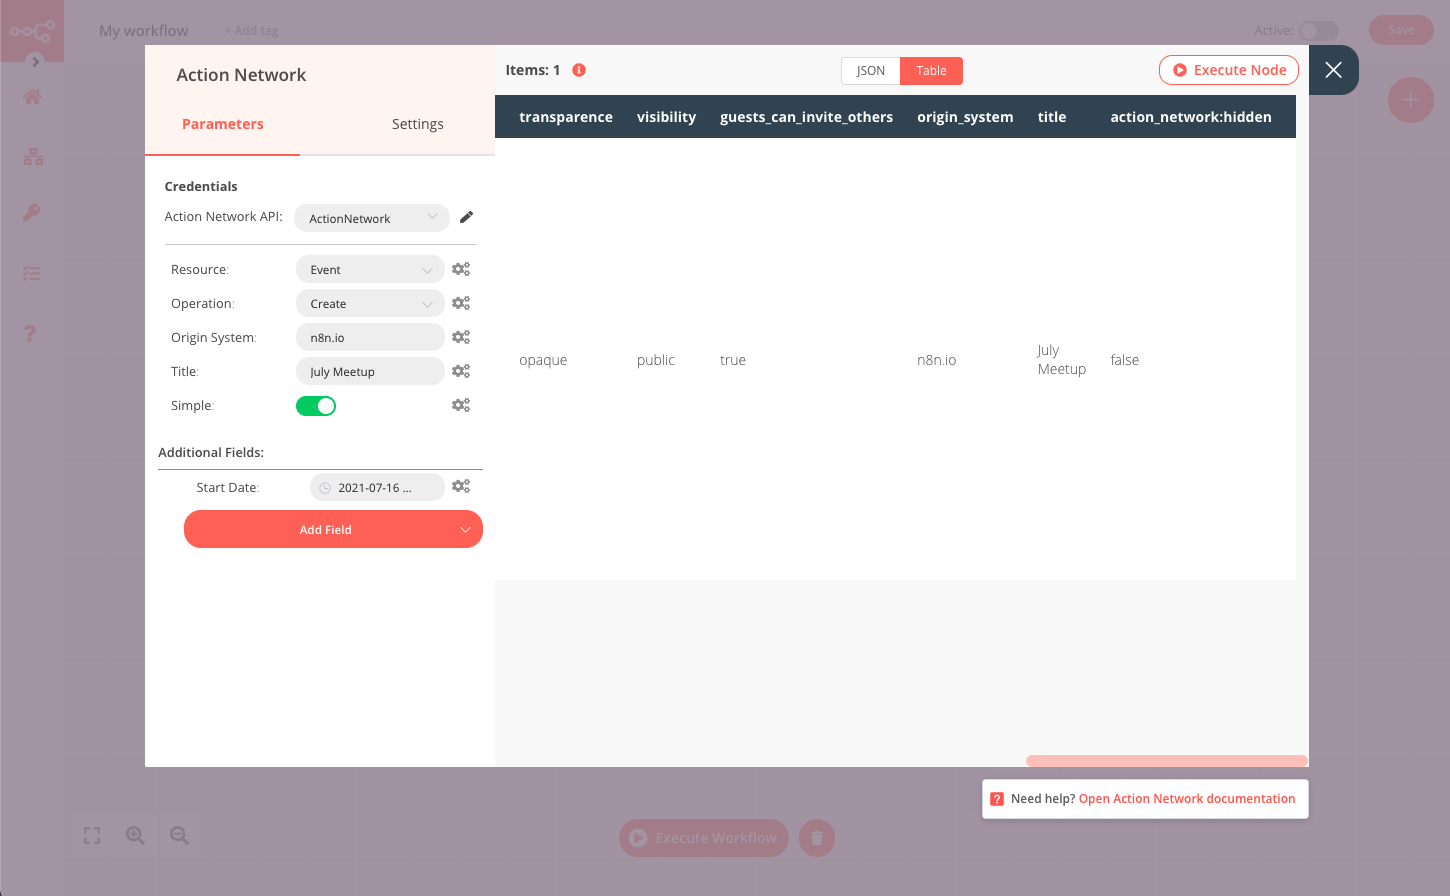 My workflow
+ Add tag
Active:
Save
Action Network
Parameters
Settings
Credentials
Action Network API:
ActionNetwork
Resource:
Event
Operation:
Create
Origin System:
n8n.io
Title:
July Meetup
Simple:
Additional Fields:
Start Date:
2021-07-16 ...
Add Field
Items: 1
JSON
Table
Execute Node
transparence visibility guests_can_invite_others origin_system title action_network:hidden
opaque public true n8n.io July Meetup false
Need help? Open Action Network documentation
Execute Workflow